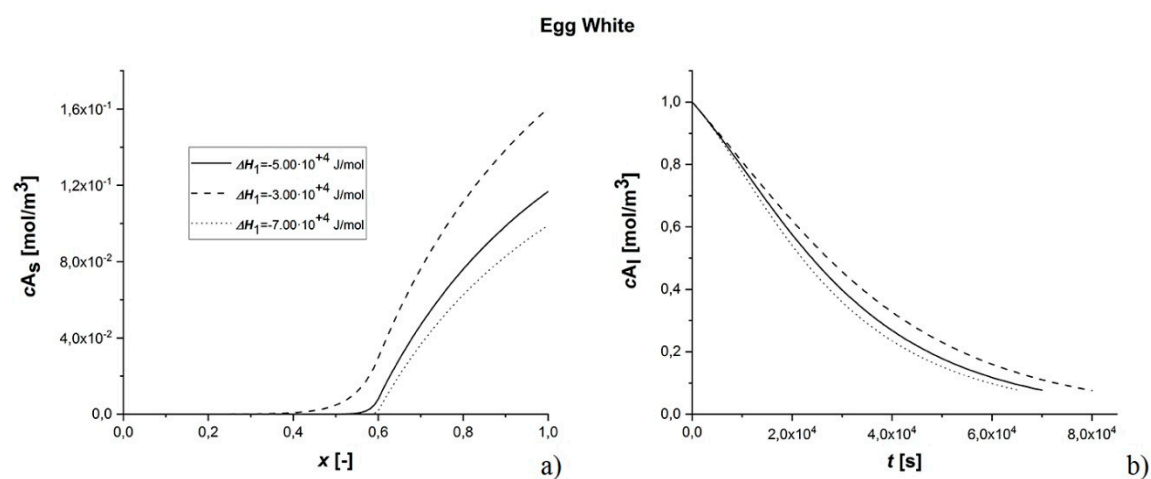 Egg White
cA_s [mol/m³]
1,6x10⁻¹
1,2x10⁻¹
8,0x10⁻²
4,0x10⁻²
0,0
ΔH₁=-5.00·10⁺⁴ J/mol
ΔH₁=-3.00·10⁺⁴ J/mol
ΔH₁=-7.00·10⁺⁴ J/mol
0,0 0,2 0,4 0,6 0,8 1,0
x [-]
a)
cA_l [mol/m³]
1,0
0,8
0,6
0,4
0,2
0,0
0,0 2,0x10⁴ 4,0x10⁴ 6,0x10⁴ 8,0x10⁴
t [s]
b)